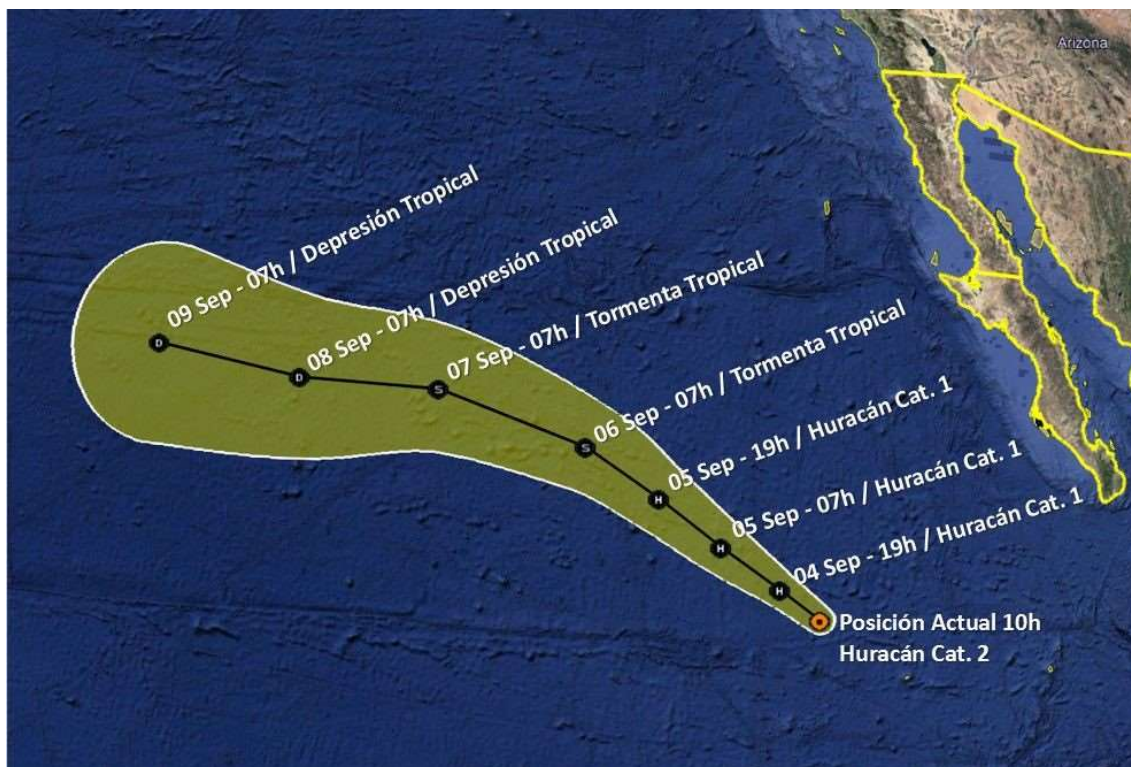 Arizona
09 Sep - 07h / Depresión Tropical
08 Sep - 07h / Depresión Tropical
07 Sep - 07h / Tormenta Tropical
06 Sep - 07h / Tormenta Tropical
05 Sep - 19h / Huracán Cat. 1
05 Sep - 07h / Huracán Cat. 1
04 Sep - 19h / Huracán Cat. 1
D
D
S
S
H
H
H
Posición Actual 10h
Huracán Cat. 2